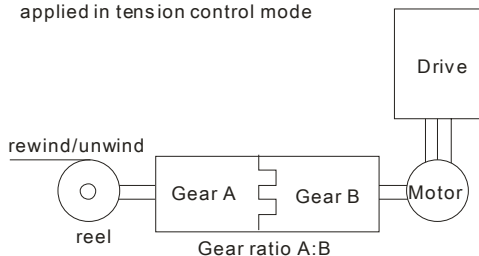 applied in tension control mode
Drive
rewind/unwind
Gear A
Gear B
Motor
reel
Gear ratio A:B